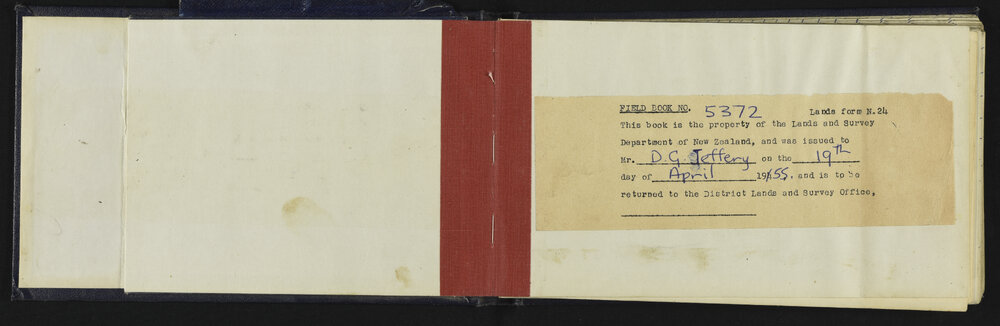 FIELD BOOK NO. 5372 Lands form N.24
This book is the property of the Lands and Survey
Department of New Zealand, and was issued to
Mr. D.G. Jeffery on the 19th
day of April 1955. and is to be
returned to the District Lands and Survey Office,